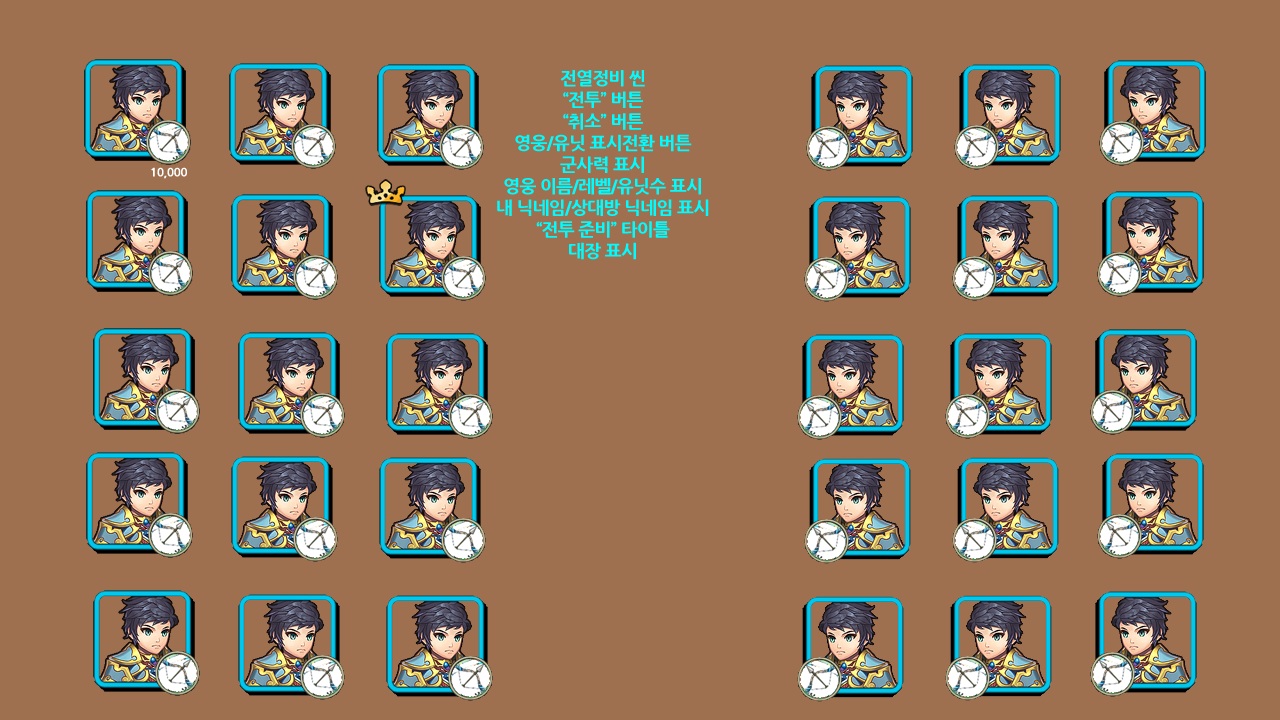 전열정비 씬
“전투” 버튼
“취소” 버튼
영웅/유닛 표시전환 버튼
군사력 표시
영웅 이름/레벨/유닛수 표시
내 닉네임/상대방 닉네임 표시
“전투 준비” 타이틀
대장 표시
10,000